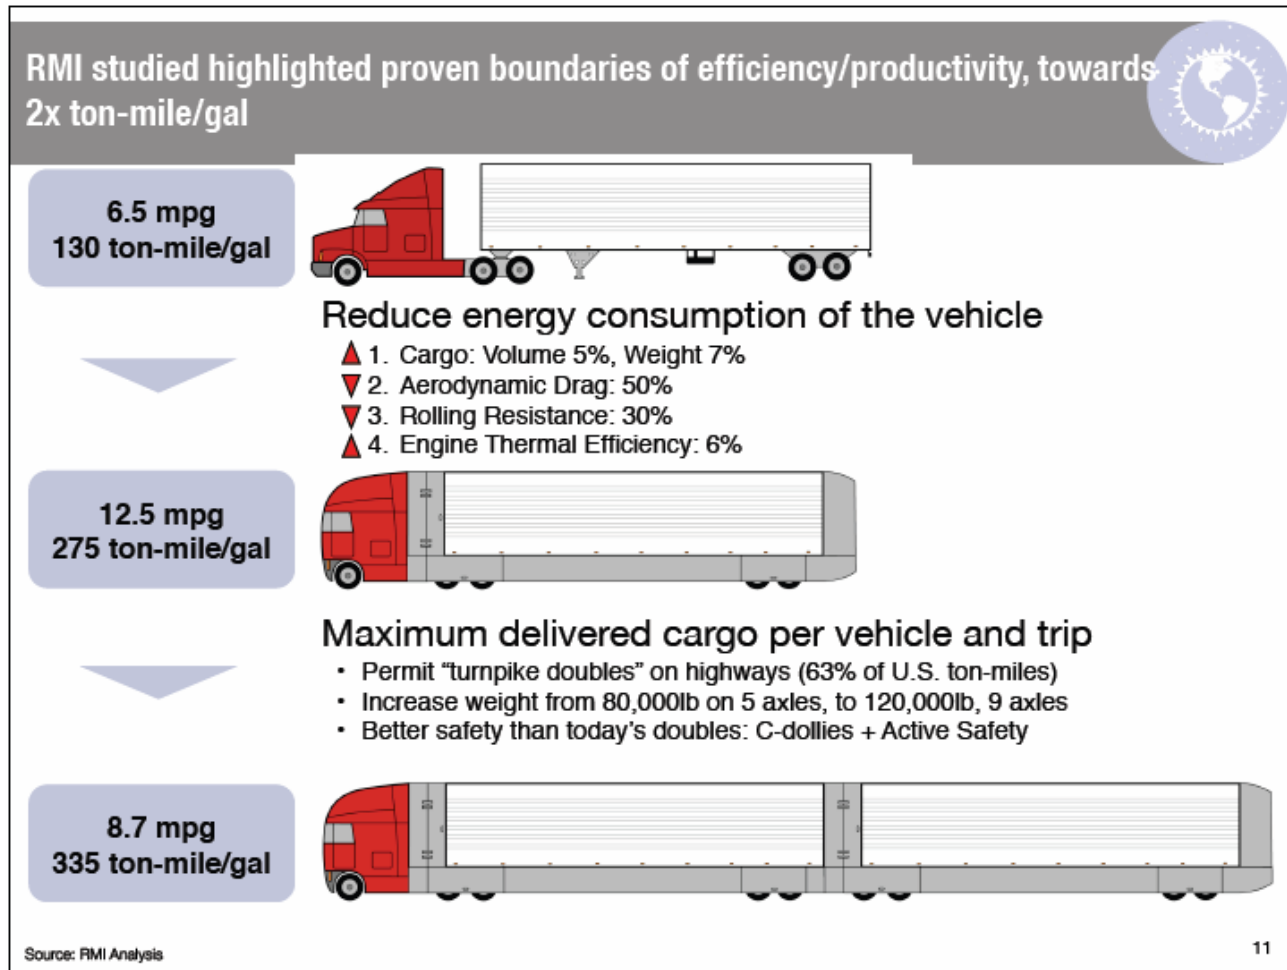 RMI studied highlighted proven boundaries of efficiency/productivity, towards
2x ton-mile/gal
6.5 mpg
130 ton-mile/gal
Reduce energy consumption of the vehicle
1. Cargo: Volume 5%, Weight 7%
2. Aerodynamic Drag: 50%
3. Rolling Resistance: 30%
4. Engine Thermal Efficiency: 6%
12.5 mpg
275 ton-mile/gal
Maximum delivered cargo per vehicle and trip
• Permit “turnpike doubles” on highways (63% of U.S. ton-miles)
• Increase weight from 80,000lb on 5 axles, to 120,000lb, 9 axles
• Better safety than today’s doubles: C-dollies + Active Safety
8.7 mpg
335 ton-mile/gal
Source: RMI Analysis
11